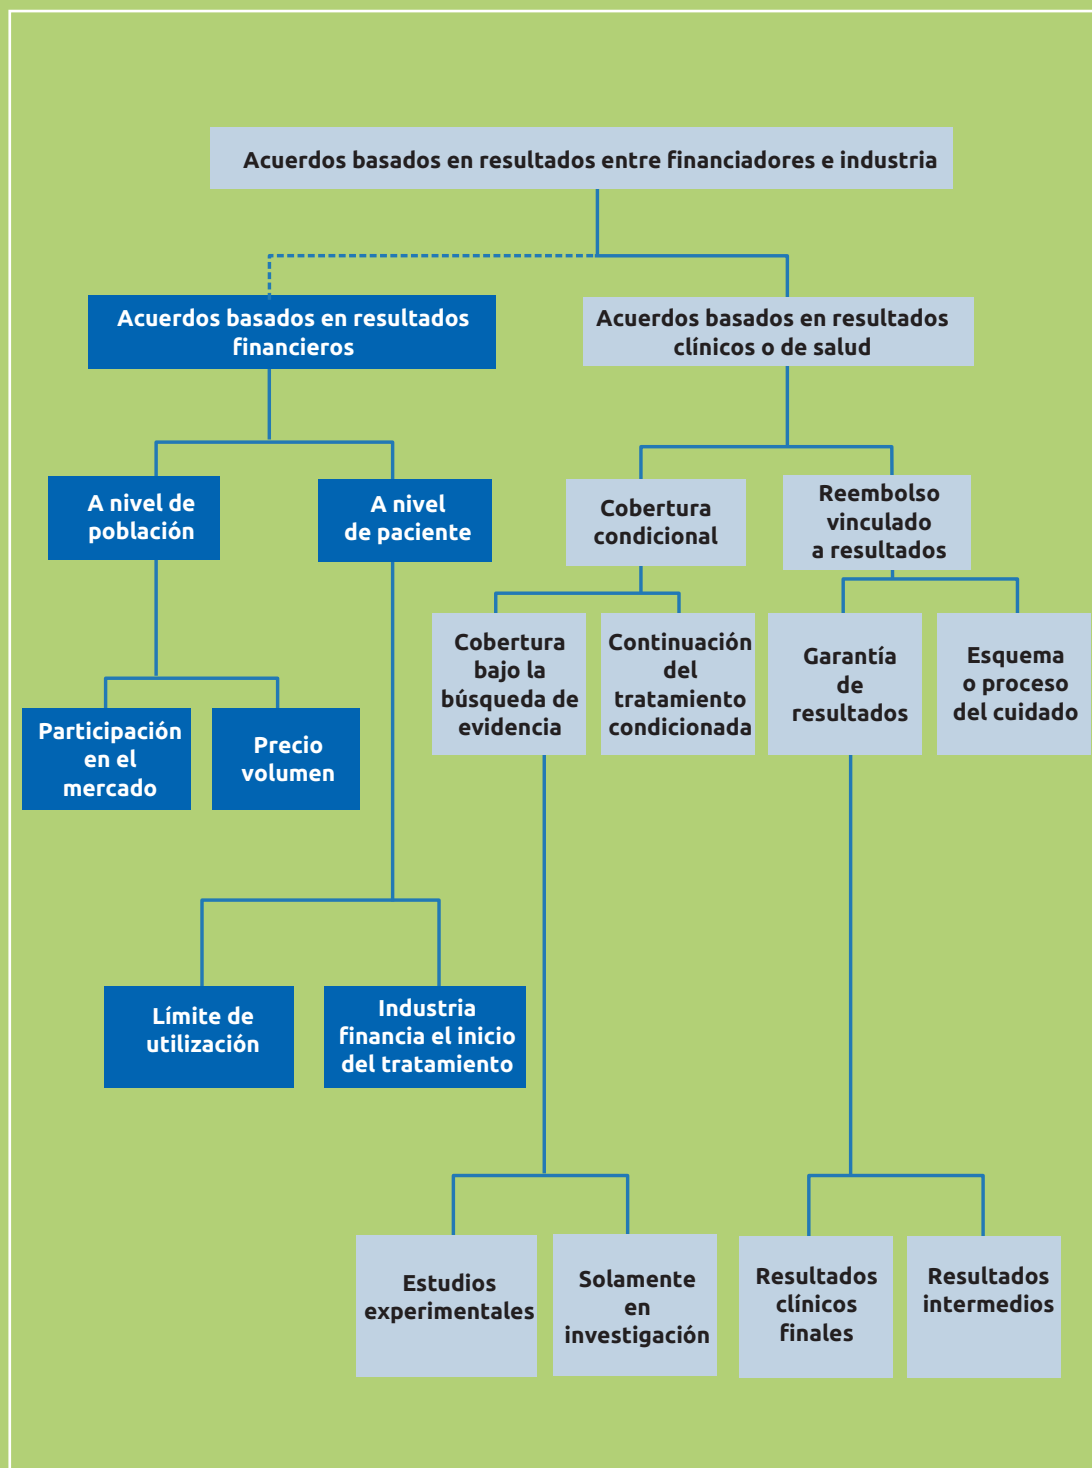 Acuerdos basados en resultados entre financiadores e industria
Acuerdos basados en resultados
financieros
Acuerdos basados en resultados
clínicos o de salud
A nivel de
población
A nivel
de paciente
Cobertura
condicional
Reembolso
vinculado
a resultados
Cobertura
bajo la
búsqueda de
evidencia
Continuación
del
tratamiento
condicionada
Garantía
de
resultados
Esquema
o proceso
del cuidado
Participación
en el
mercado
Precio
volumen
Límite de
utilización
Industria
financia el inicio
del tratamiento
Estudios
experimentales
Solamente
en
investigación
Resultados
clínicos
finales
Resultados
intermedios